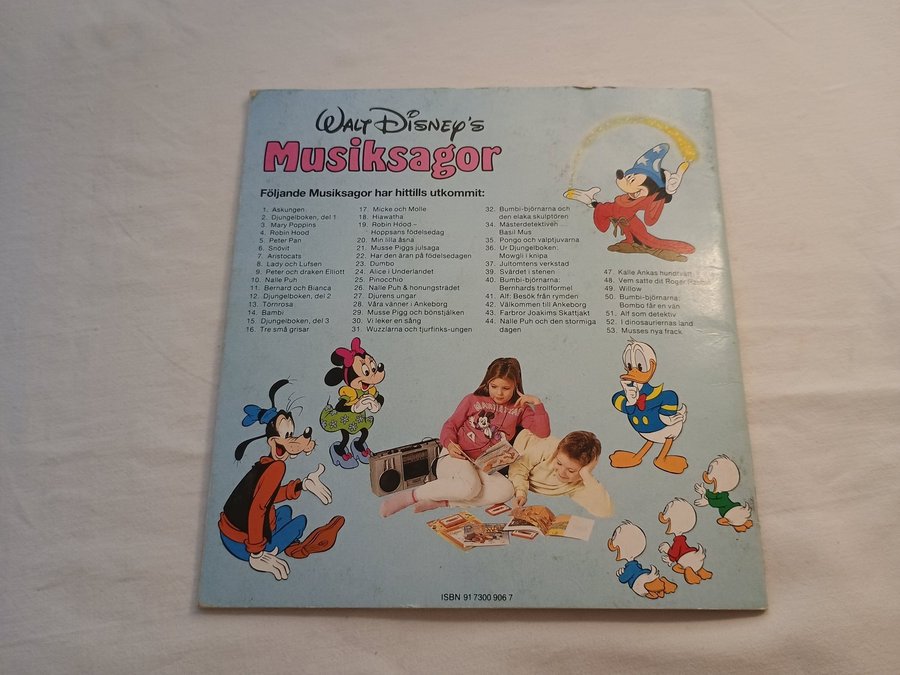 WALT DISNEY'S
Musiksagor
Följande Musiksagor har hittills utkommit:
1. Askungen
2. Djungelboken, del 1
3. Mary Poppins
4. Robin Hood
5. Peter Pan
6. Snövit
7. Aristocats
8. Lady och Lufsen
9. Peter och draken Elliott
10. Nalle Puh
11. Bernard och Bianca
12. Djungelboken, del 2
13. Törnrosa
14. Bambi
15. Djungelboken, del 3
16. Tre små grisar
17. Micke och Molle
18. Hiawatha
19. Robin Hood –
Hoppsans födelsedag
20. Min lilla åsna
21. Musse Piggs julsaga
22. Har den äran på födelsedagen
23. Dumbo
24. Alice i Underlandet
25. Pinocchio
26. Nalle Puh & honungsträdet
27. Djurens ungar
28. Våra vänner i Ankeborg
29. Musse Pigg och bönstjälken
30. Vi leker en sång
31. Wuzzlarna och tjurfinks-ungen
32. Bumbi-björnarna och
den elaka skulptören
34. Mästerdetektiven
Basil Mus
35. Pongo och valptjuvarna
36. Ur Djungelboken:
Mowgli i knipa
37. Jultomtens verkstad
39. Svärdet i stenen
40. Bumbi-björnarna:
Bernhards trollformel
41. Alf: Besök från rymden
42. Välkommen till Ankeborg
43. Farbror Joakims Skattjakt
44. Nalle Puh och den stormiga
dagen
47. Kalle Ankas hundtvätt
48. Vem satte dit Roger Rabbit
49. Willow
50. Bumbi-björnarna:
Bombo får en vän
51. Alf som detektiv
52. I dinosauriernas land
53. Musses nya frack
ISBN 91 7300 906 7